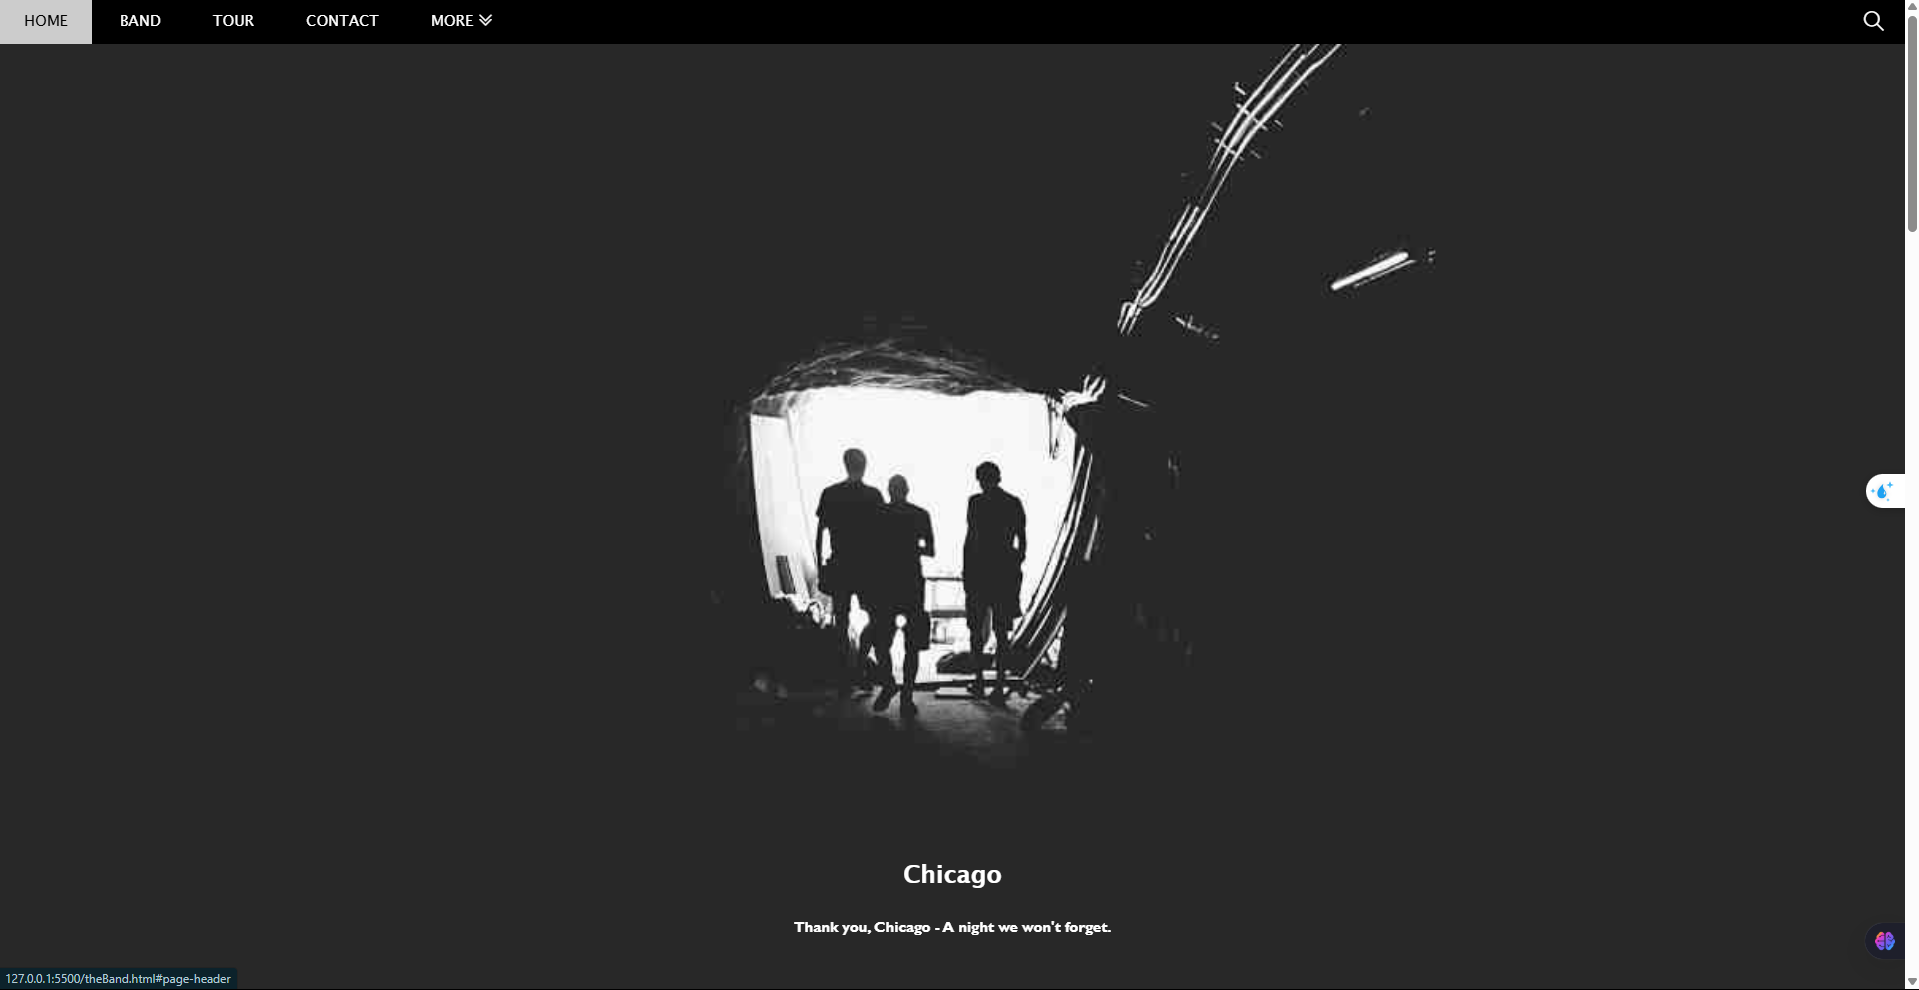 HOME BAND TOUR CONTACT MORE
Chicago
Thank you, Chicago - A night we won't forget.
127.0.0.1:5500/theBand.html#page-header